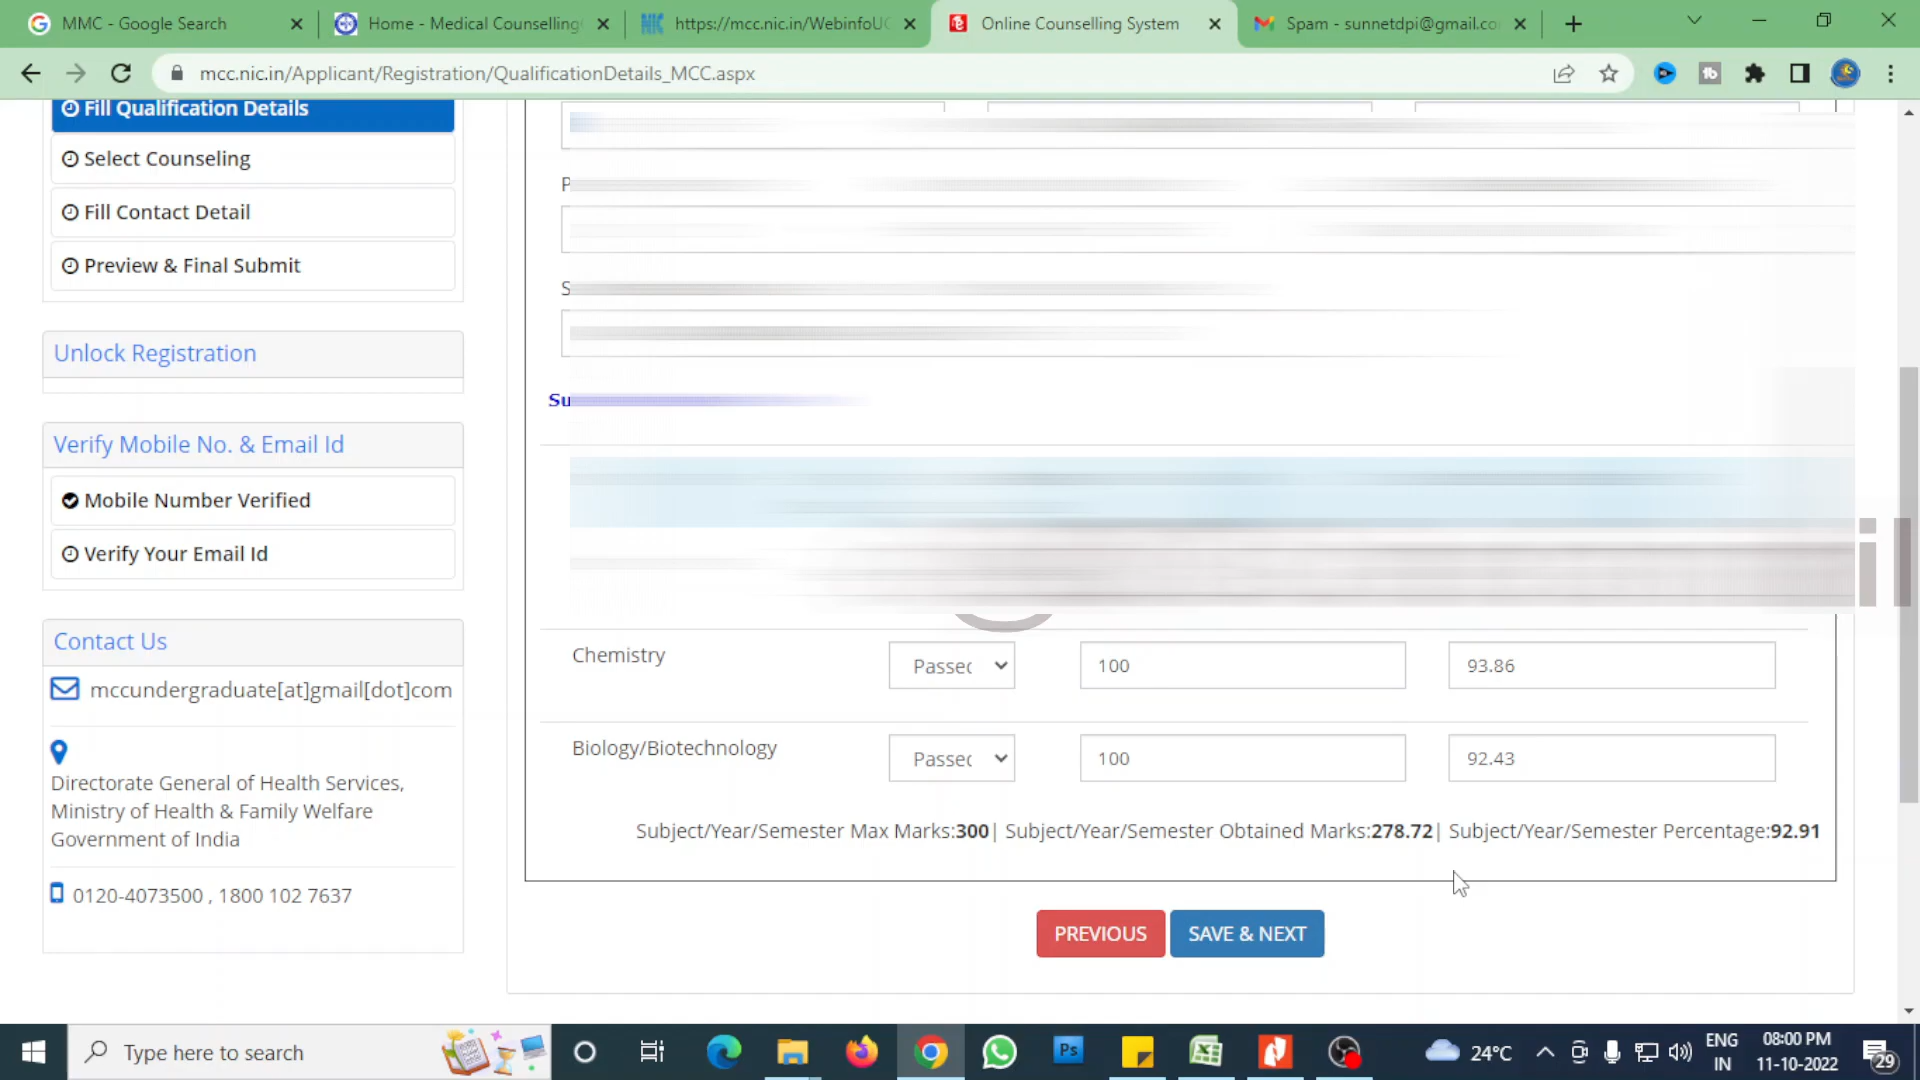 MMC - Google Search
Home - Medical Counselling
https://mcc.nic.in/WebinfoUG
Online Counselling System
Spam - sunnetdpi@gmail.co
mcc.nic.in/Applicant/Registration/QualificationDetails_MCC.aspx
Fill Qualification Details
Select Counseling
Fill Contact Detail
Preview & Final Submit
Unlock Registration
Verify Mobile No. & Email Id
Mobile Number Verified
Verify Your Email Id
Contact Us
mccundergraduate[at]gmail[dot]com
Directorate General of Health Services,
Ministry of Health & Family Welfare
Government of India
0120-4073500 , 1800 102 7637
P
S
Su
Chemistry Passed 100 93.86
Biology/Biotechnology Passed 100 92.43
Subject/Year/Semester Max Marks:300| Subject/Year/Semester Obtained Marks:278.72| Subject/Year/Semester Percentage:92.91
PREVIOUS SAVE & NEXT
Type here to search
Ps
24°C
ENG
IN
08:00 PM
11-10-2022
29